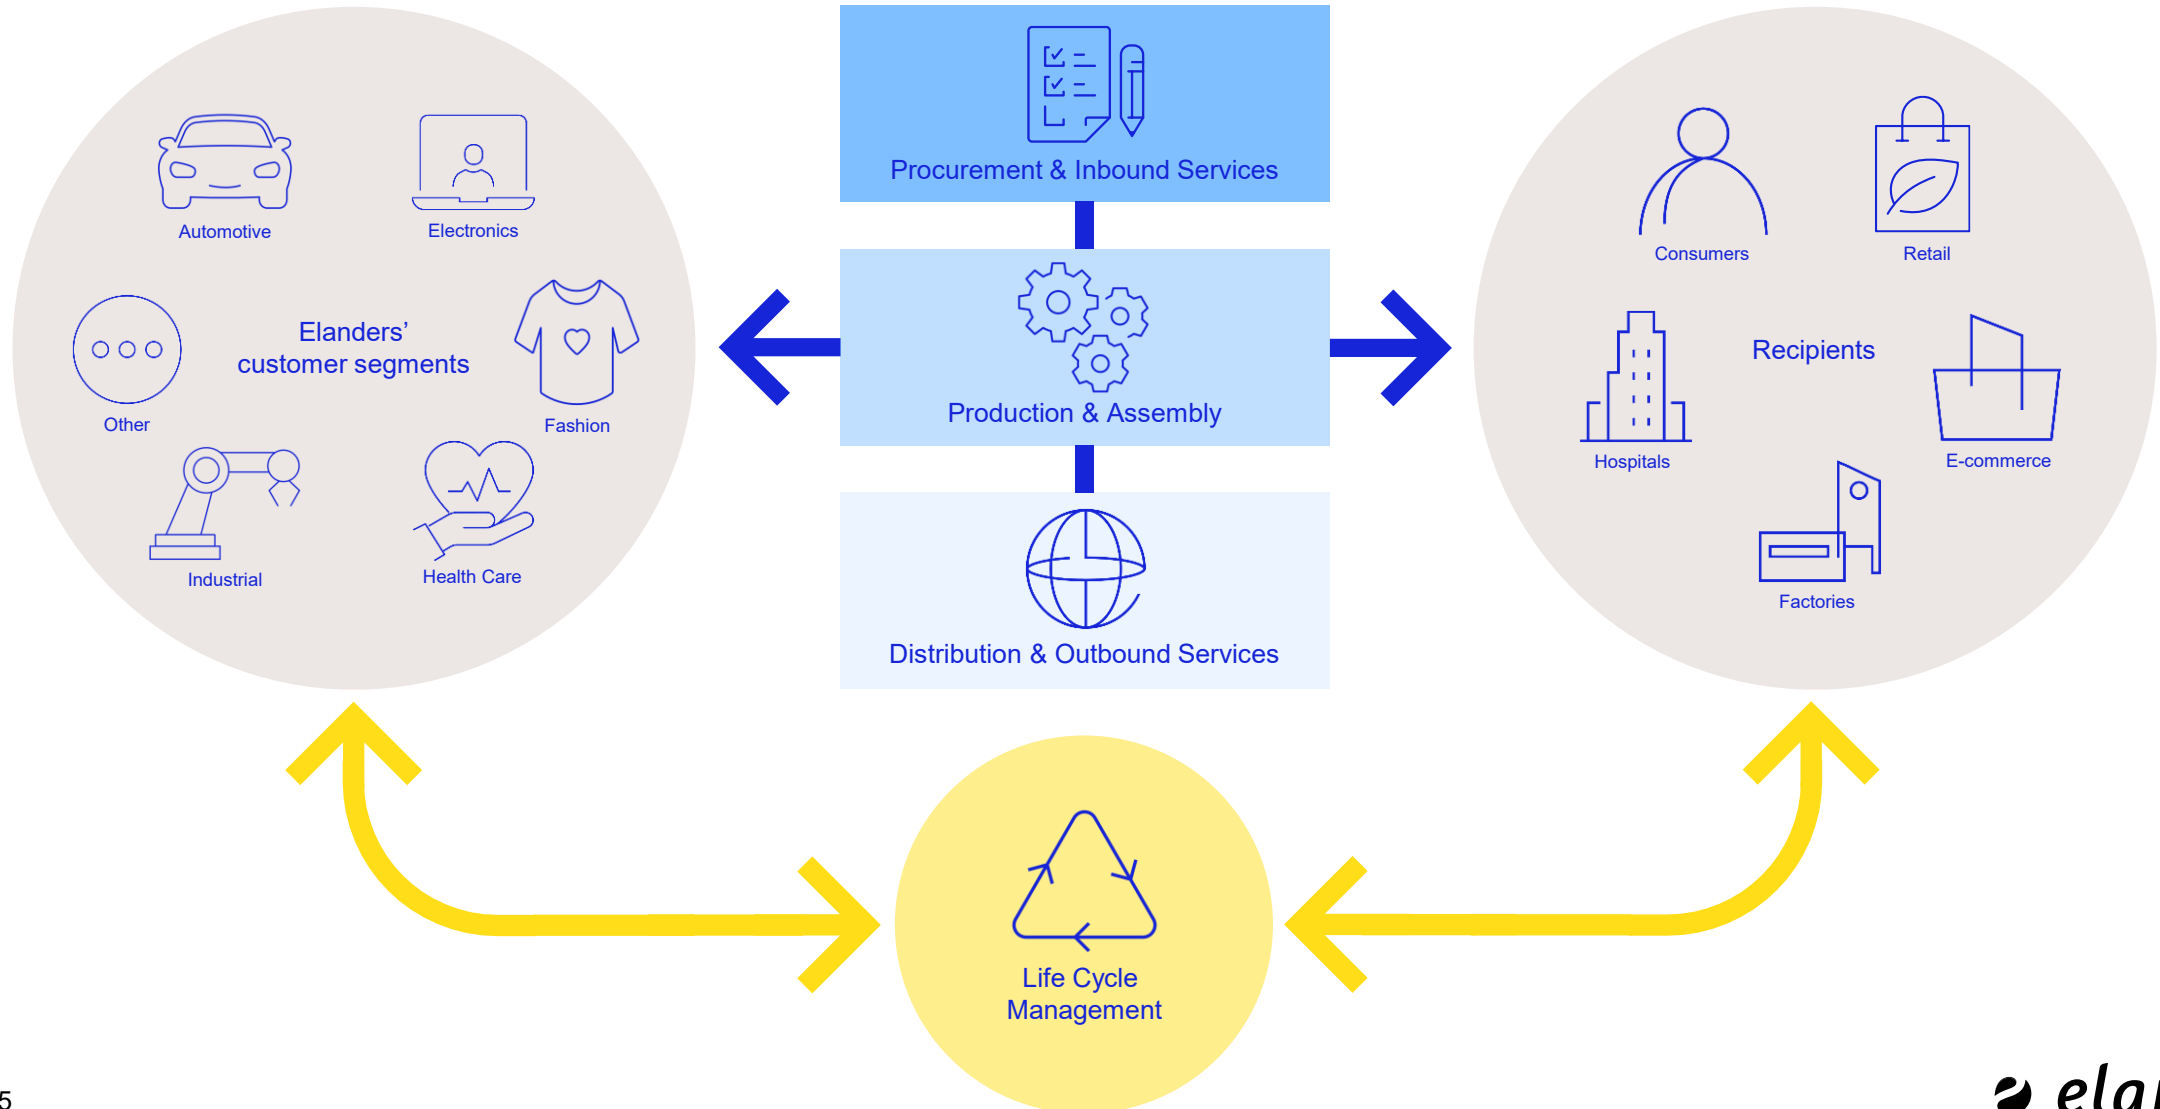 Procurement & Inbound Services
Automotive
Electronics
Elanders’
customer segments
Other
Fashion
Industrial
Health Care
Production & Assembly
Distribution & Outbound Services
Consumers
Retail
Recipients
Hospitals
E-commerce
Factories
Life Cycle
Management
5